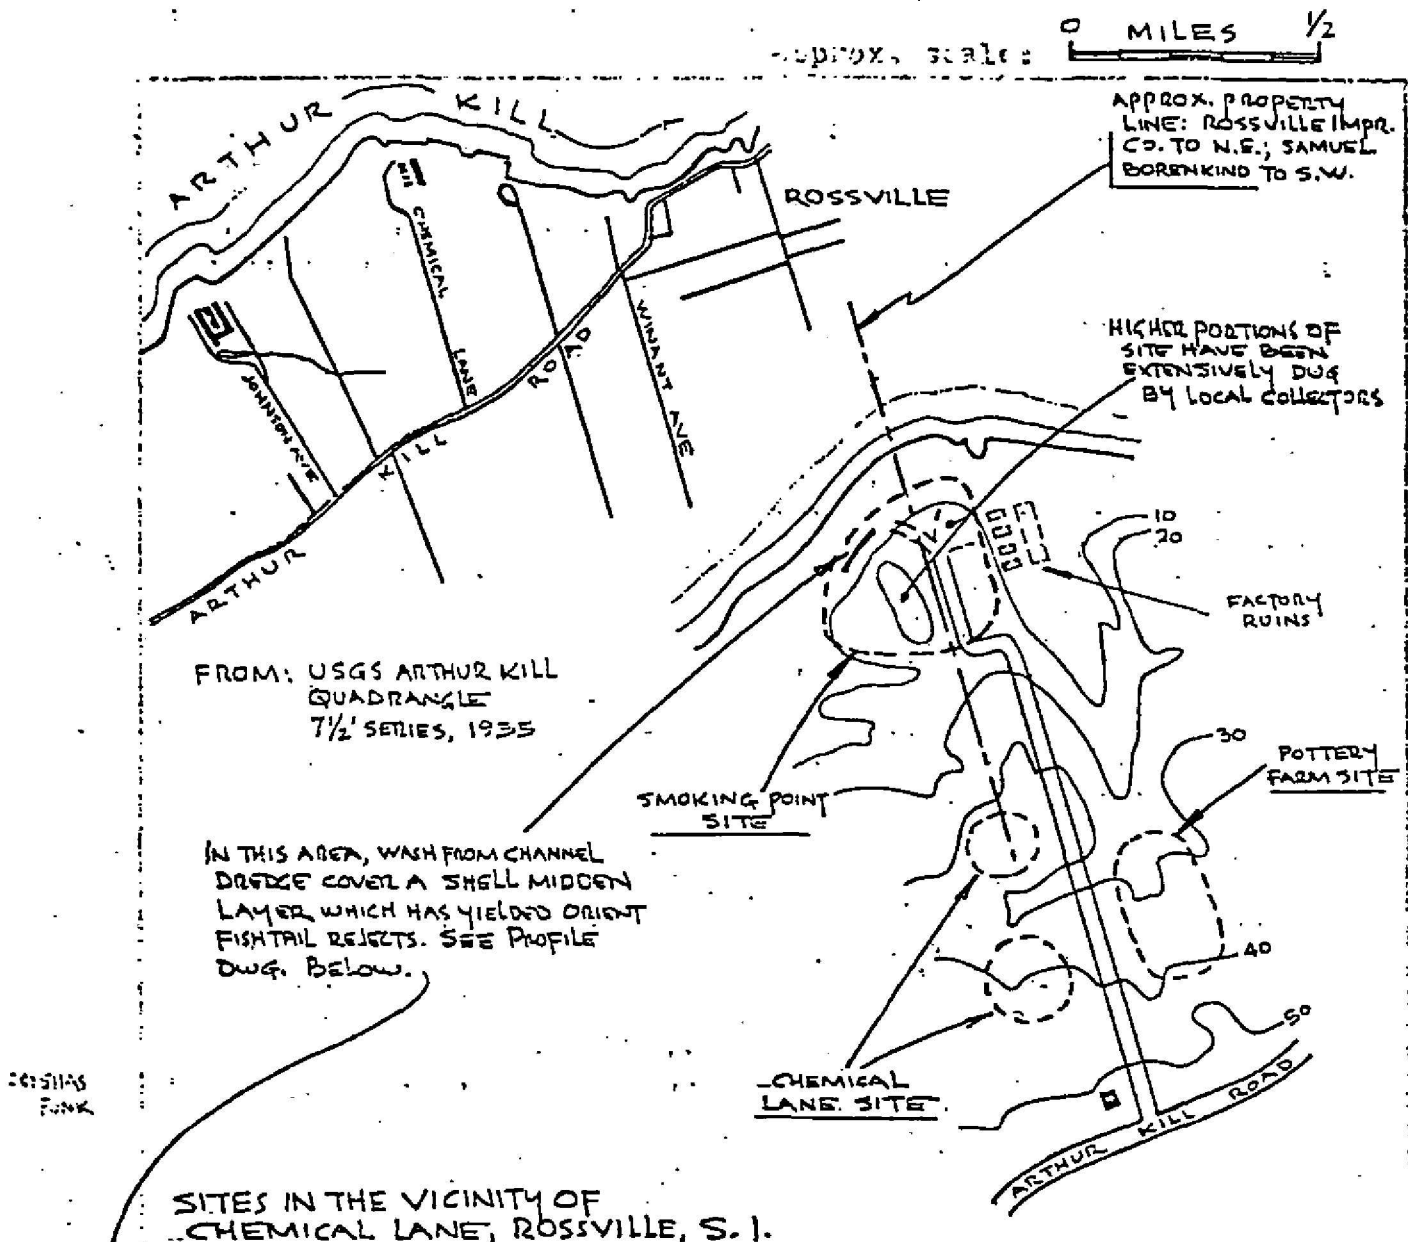 0 MILES 1/2
approx. scale:
ARTHUR KILL
APPROX. PROPERTY
LINE: ROSSVILLE IMPR.
CO. TO N.E.; SAMUEL
BORENKIND TO S.W.
ROSSVILLE
CHEMICAL LANE
WINANT AVE
JOHNSON AVE
ARTHUR KILL ROAD
HIGHER PORTIONS OF
SITE HAVE BEEN
EXTENSIVELY DUG
BY LOCAL COLLECTORS
10
20
FACTORY
RUINS
FROM: USGS ARTHUR KILL
QUADRANGLE
7½' SERIES, 1935
30
POTTERY
FARM SITE
SMOKING POINT
SITE
IN THIS AREA, WASH FROM CHANNEL
DREDGE COVER A SHELL MIDDEN
LAYER WHICH HAS YIELDED ORIENT
FISHTAIL REJECTS. SEE PROFILE
DWG. BELOW.
40
50
CHEMICAL
LANE SITE
ARTHUR KILL ROAD
FUNK
SITES IN THE VICINITY OF
CHEMICAL LANE, ROSSVILLE, S.I.